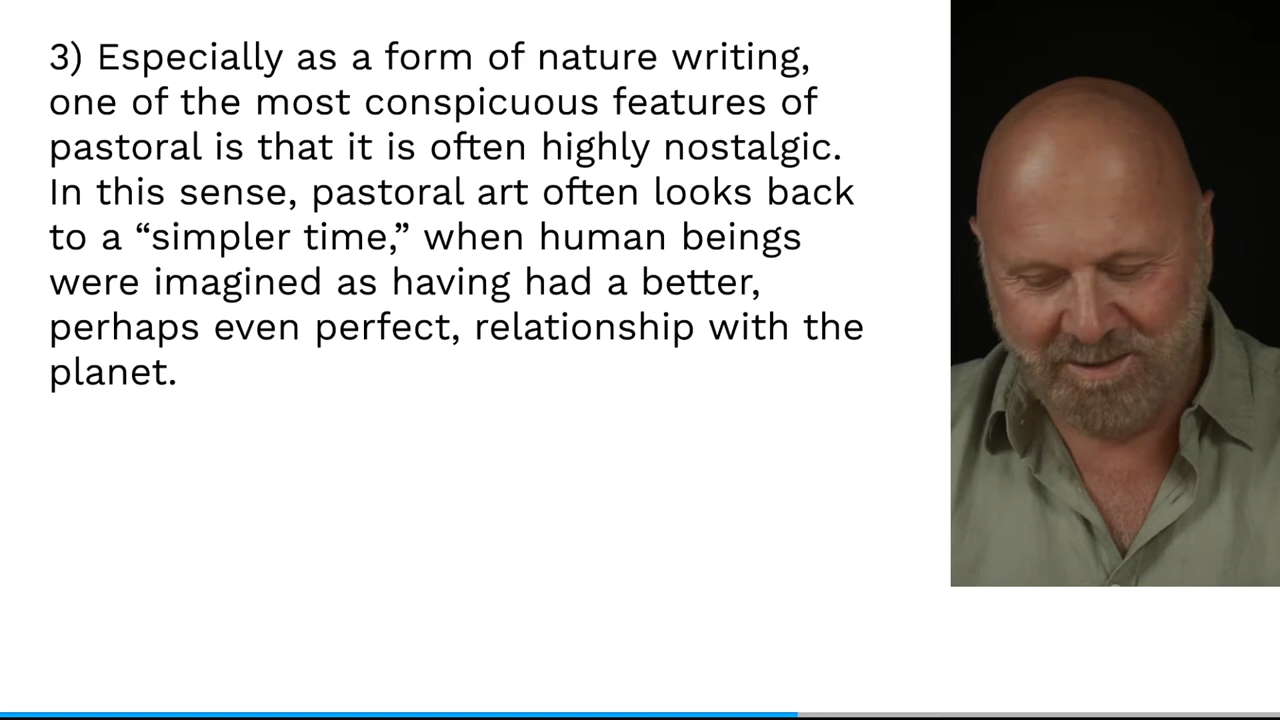 3) Especially as a form of nature writing,
one of the most conspicuous features of
pastoral is that it is often highly nostalgic.
In this sense, pastoral art often looks back
to a “simpler time,” when human beings
were imagined as having had a better,
perhaps even perfect, relationship with the
planet.